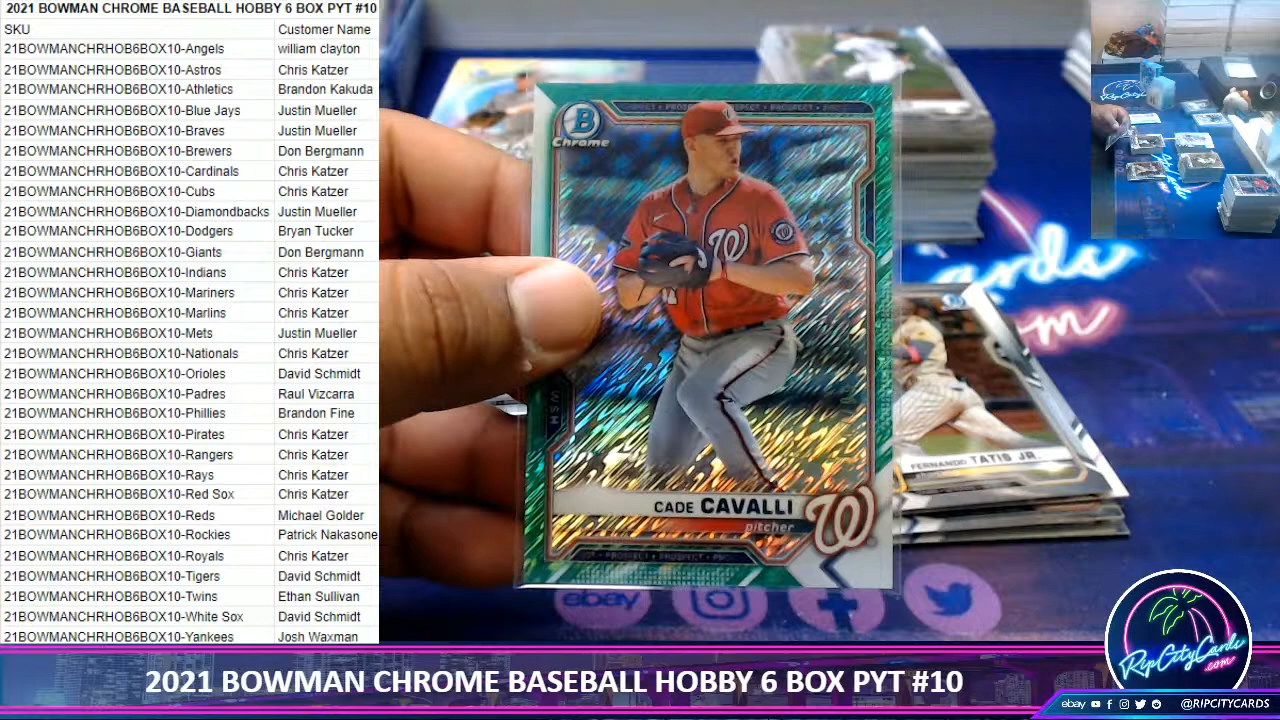 2021 BOWMAN CHROME BASEBALL HOBBY 6 BOX PYT #10
SKU Customer Name
21BOWMANCHRHOB6BOX10-Angels william clayton
21BOWMANCHRHOB6BOX10-Astros Chris Katzer
21BOWMANCHRHOB6BOX10-Athletics Brandon Kakuda
21BOWMANCHRHOB6BOX10-Blue Jays Justin Mueller
21BOWMANCHRHOB6BOX10-Braves Justin Mueller
21BOWMANCHRHOB6BOX10-Brewers Don Bergmann
21BOWMANCHRHOB6BOX10-Cardinals Chris Katzer
21BOWMANCHRHOB6BOX10-Cubs Chris Katzer
21BOWMANCHRHOB6BOX10-Diamondbacks Justin Mueller
21BOWMANCHRHOB6BOX10-Dodgers Bryan Tucker
21BOWMANCHRHOB6BOX10-Giants Don Bergmann
21BOWMANCHRHOB6BOX10-Indians Chris Katzer
21BOWMANCHRHOB6BOX10-Mariners Chris Katzer
21BOWMANCHRHOB6BOX10-Marlins Chris Katzer
21BOWMANCHRHOB6BOX10-Mets Justin Mueller
21BOWMANCHRHOB6BOX10-Nationals Chris Katzer
21BOWMANCHRHOB6BOX10-Orioles David Schmidt
21BOWMANCHRHOB6BOX10-Padres Raul Vizcarra
21BOWMANCHRHOB6BOX10-Phillies Brandon Fine
21BOWMANCHRHOB6BOX10-Pirates Chris Katzer
21BOWMANCHRHOB6BOX10-Rangers Chris Katzer
21BOWMANCHRHOB6BOX10-Rays Chris Katzer
21BOWMANCHRHOB6BOX10-Red Sox Chris Katzer
21BOWMANCHRHOB6BOX10-Reds Michael Golder
21BOWMANCHRHOB6BOX10-Rockies Patrick Nakasone
21BOWMANCHRHOB6BOX10-Royals Chris Katzer
21BOWMANCHRHOB6BOX10-Tigers David Schmidt
21BOWMANCHRHOB6BOX10-Twins Ethan Sullivan
21BOWMANCHRHOB6BOX10-White Sox David Schmidt
21BOWMANCHRHOB6BOX10-Yankees Josh Waxman
B
Chrome
W
WSH
CADE CAVALLI
pitcher
W
PROSPECT • PROSPECT
FERNANDO TATIS JR.
ebay
RipCityCards
.com
2021 BOWMAN CHROME BASEBALL HOBBY 6 BOX PYT #10
ebay @RIPCITYCARDS